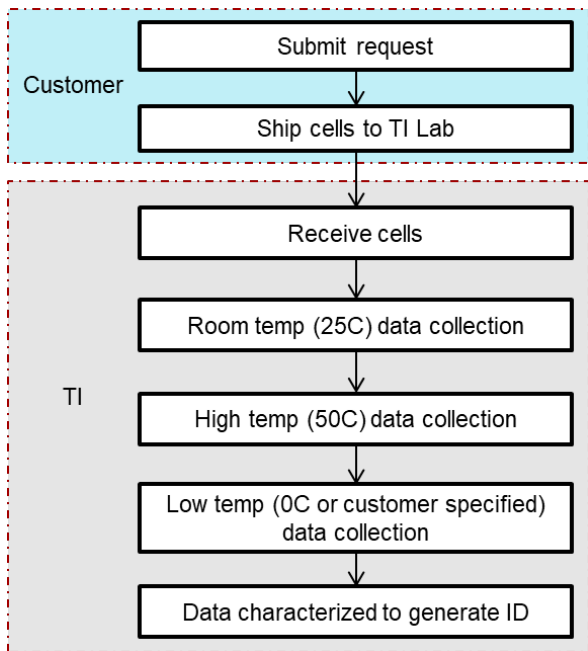 Submit request
Customer
Ship cells to TI Lab
Receive cells
Room temp (25C) data collection
TI
High temp (50C) data collection
Low temp (0C or customer specified)
data collection
Data characterized to generate ID